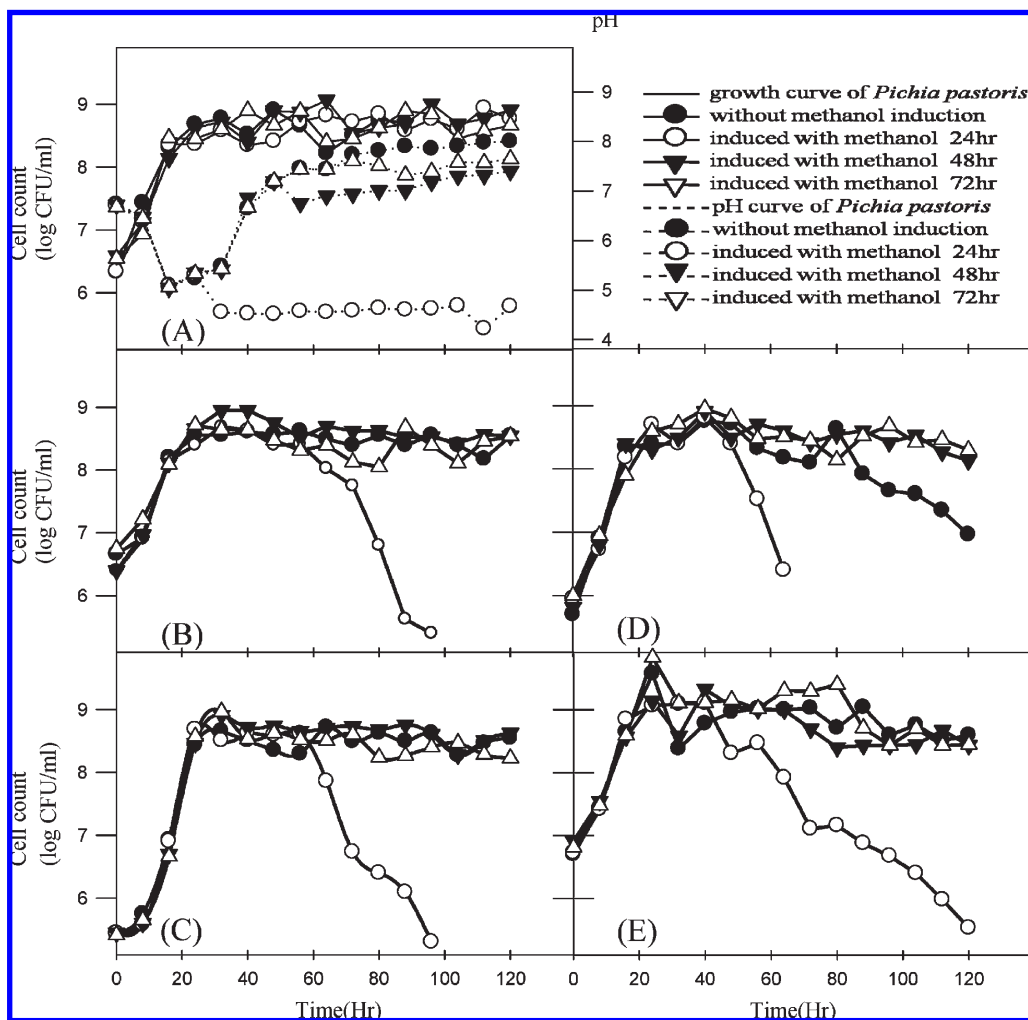 pH
9
8
7
6
Cell count
(log CFU/ml)
(A)
9
8
7
6
5
4
growth curve of Pichia pastoris
without methanol induction
induced with methanol 24hr
induced with methanol 48hr
induced with methanol 72hr
pH curve of Pichia pastoris
without methanol induction
induced with methanol 24hr
induced with methanol 48hr
induced with methanol 72hr
9
8
7
6
Cell count
(log CFU/ml)
(B)
(D)
9
8
7
6
Cell count
(log CFU/ml)
(C)
(E)
0 20 40 60 80 100 120
0 20 40 60 80 100 120
Time(Hr)
Time(Hr)